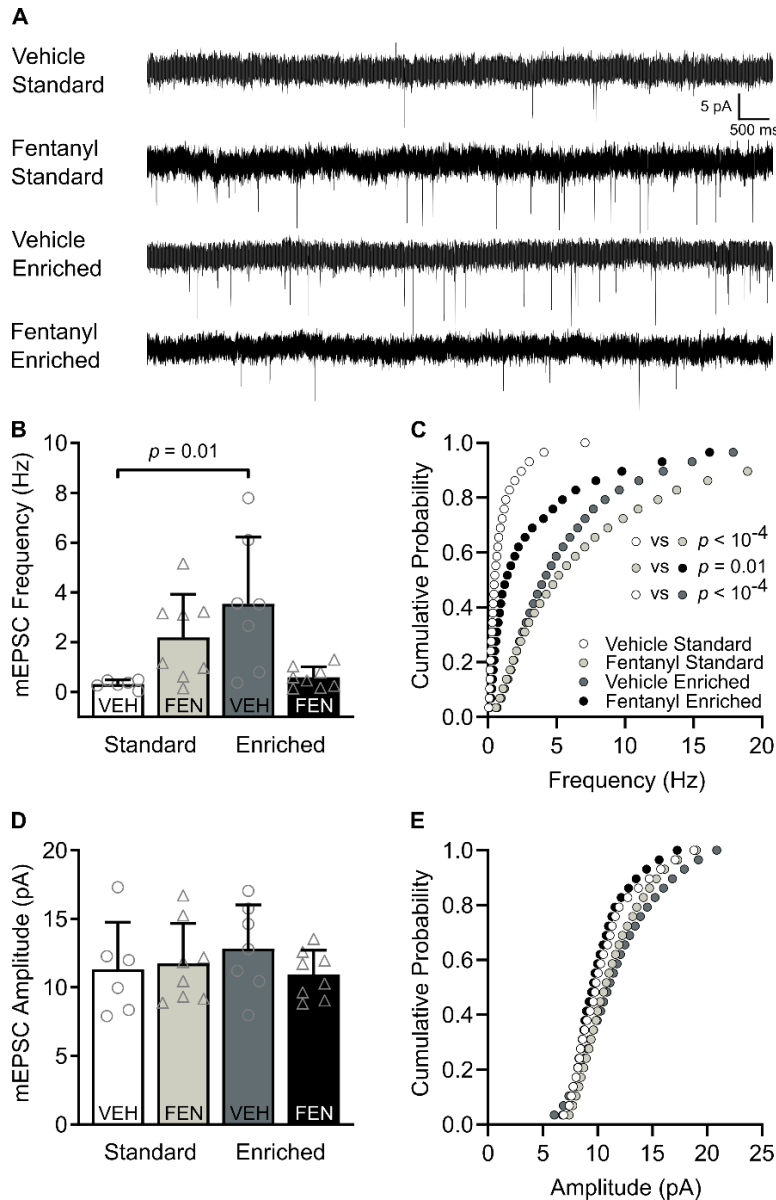 A
Vehicle
Standard
5 pA
500 ms
Fentanyl
Standard
Vehicle
Enriched
Fentanyl
Enriched
B
mEPSC Frequency (Hz)
10
8
6
4
2
0
p = 0.01
VEH
FEN
VEH
FEN
Standard
Enriched
C
Cumulative Probability
1.0
0.8
0.6
0.4
0.2
0.0
vs p < 10⁻⁴
vs p = 0.01
vs p < 10⁻⁴
Vehicle Standard
Fentanyl Standard
Vehicle Enriched
Fentanyl Enriched
0 5 10 15 20
Frequency (Hz)
D
mEPSC Amplitude (pA)
20
15
10
5
0
VEH
FEN
VEH
FEN
Standard
Enriched
E
Cumulative Probability
1.0
0.8
0.6
0.4
0.2
0.0
0 5 10 15 20 25
Amplitude (pA)